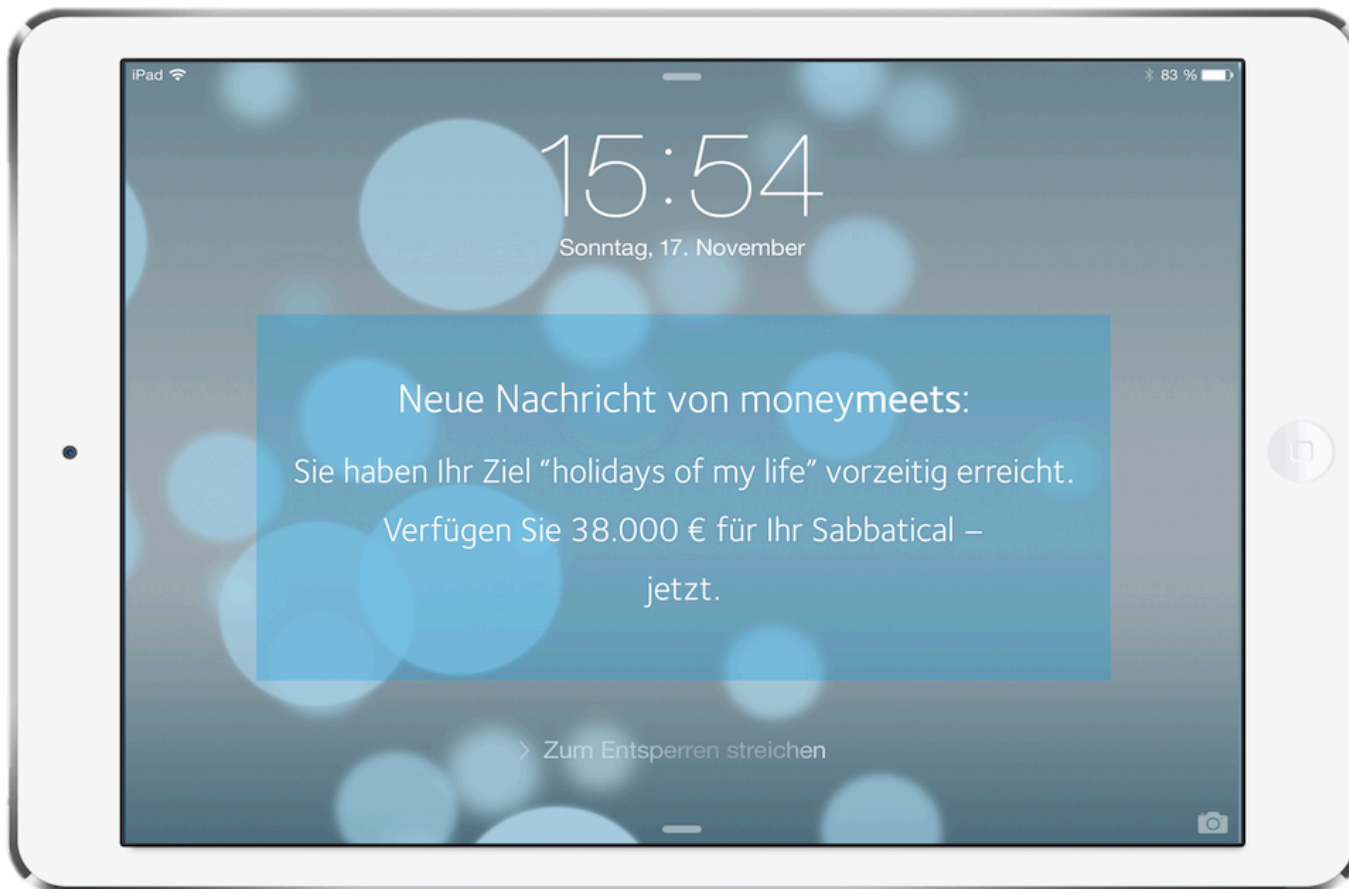 iPad
83 %
15:54
Sonntag, 17. November
Neue Nachricht von moneymeets:
Sie haben Ihr Ziel “holidays of my life” vorzeitig erreicht.
Verfügen Sie 38.000 € für Ihr Sabbatical –
jetzt.
> Zum Entsperren streichen